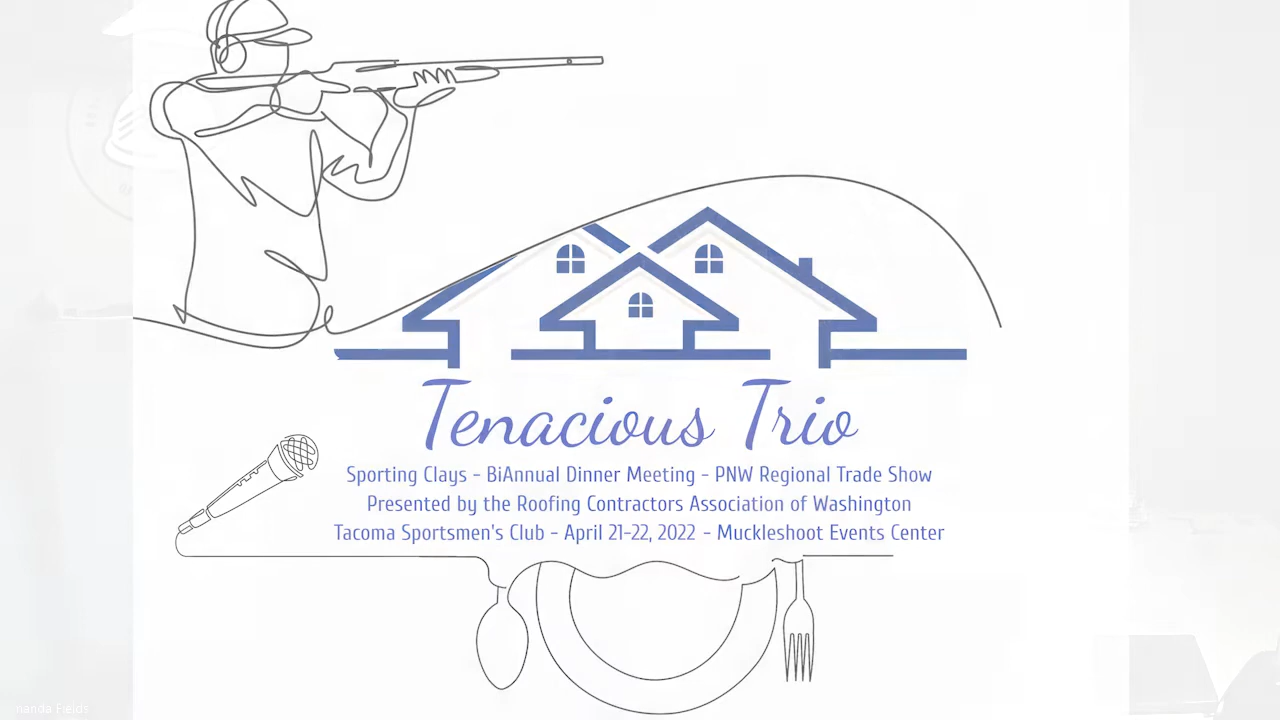 Tenacious Trio
Sporting Clays - BiAnnual Dinner Meeting - PNW Regional Trade Show
Presented by the Roofing Contractors Association of Washington
Tacoma Sportsmen's Club - April 21-22, 2022 - Muckleshoot Events Center
nanda Fields